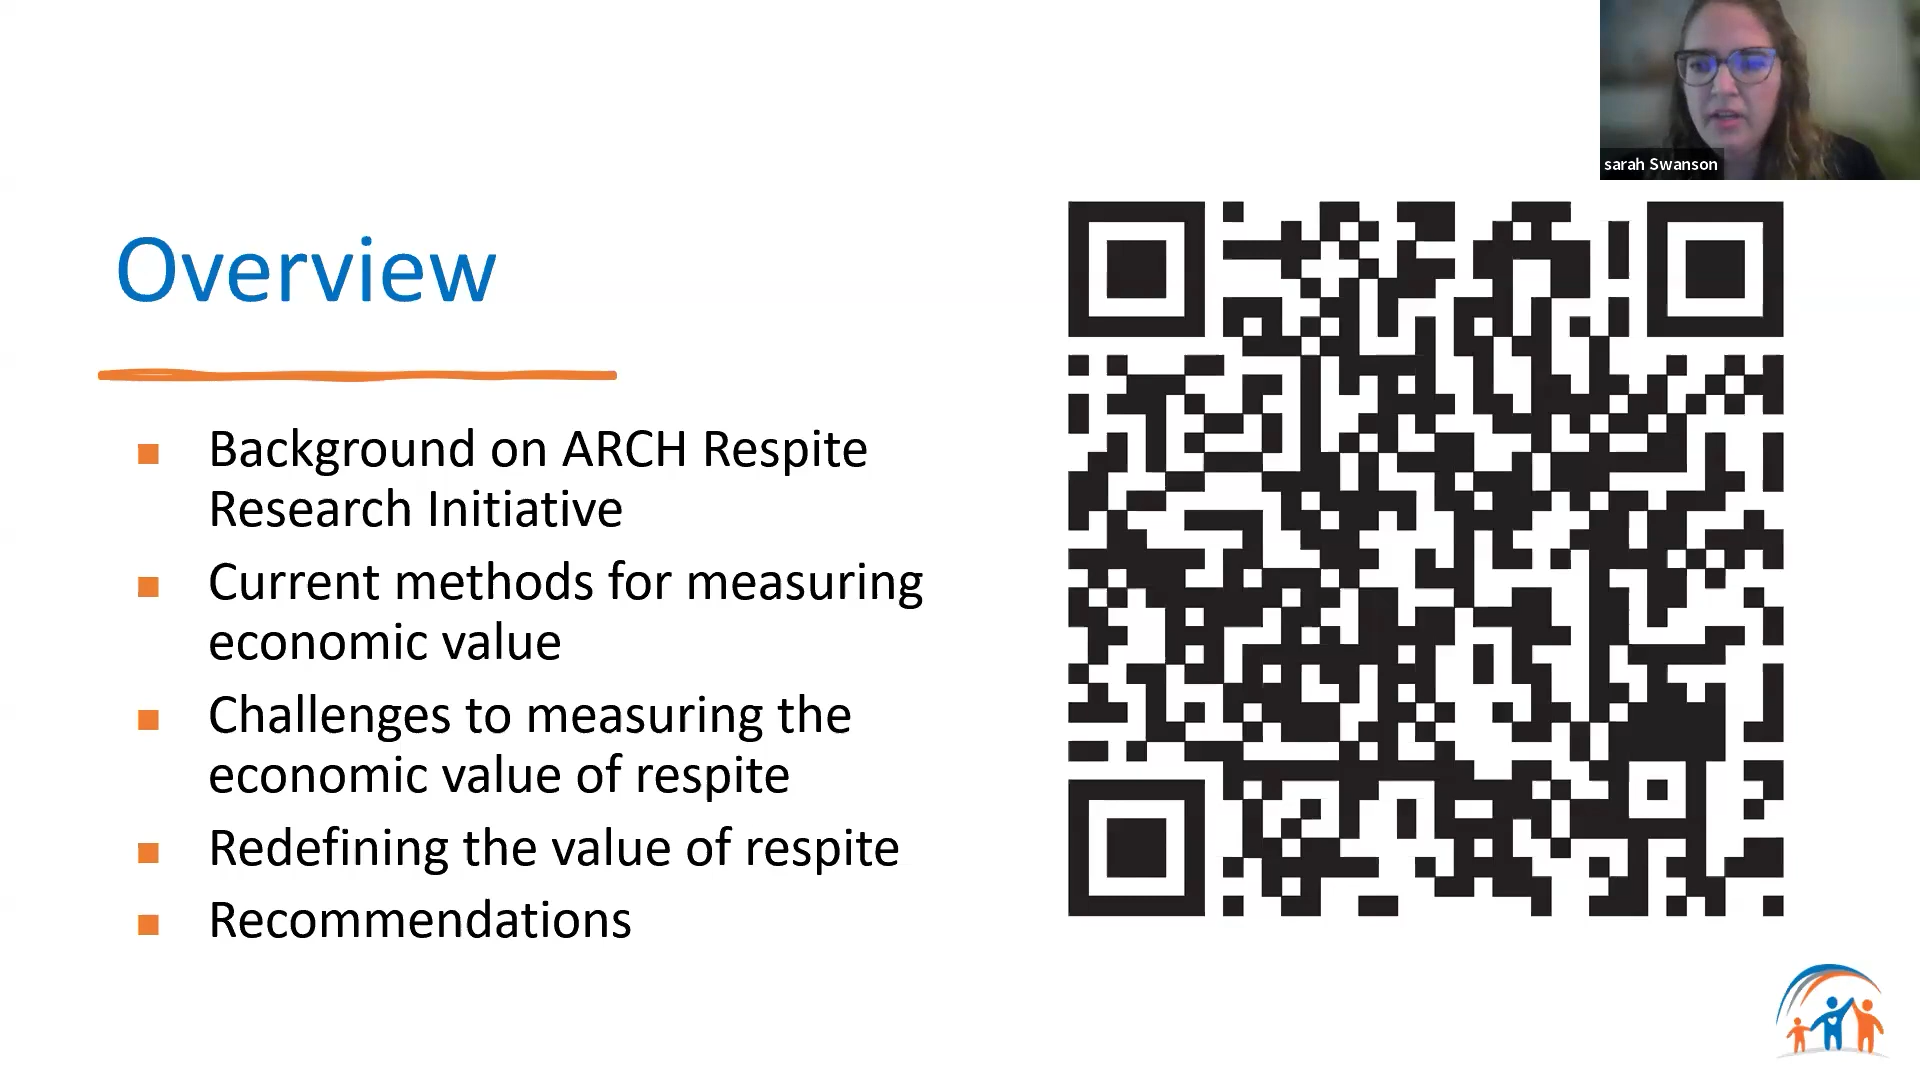 sarah Swanson
Overview
Background on ARCH Respite
Research Initiative
Current methods for measuring
economic value
Challenges to measuring the
economic value of respite
Redefining the value of respite
Recommendations